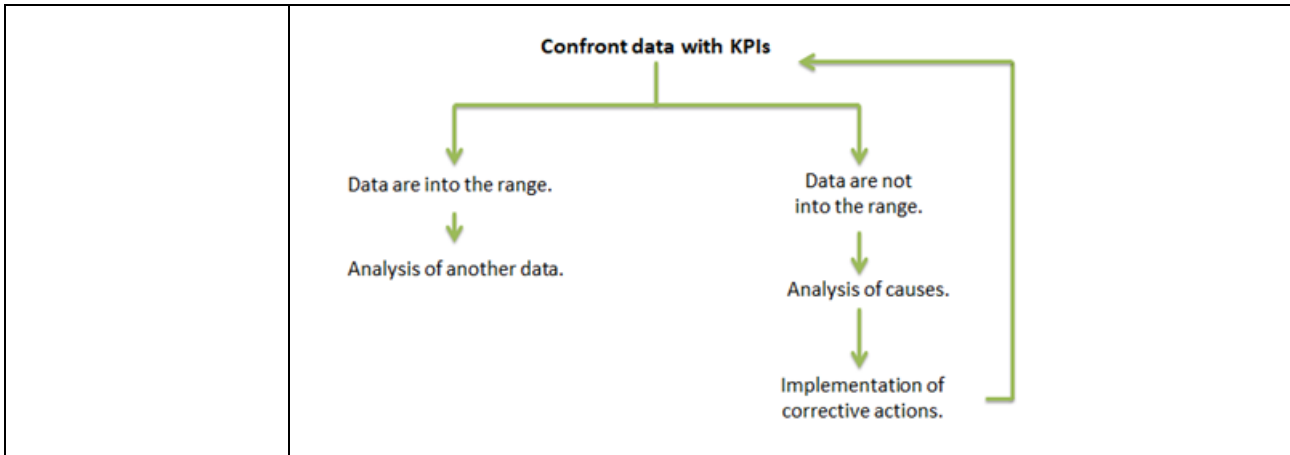 Confront data with KPIs
Data are into the range.
Analysis of another data.
Data are not
into the range.
Analysis of causes.
Implementation of
corrective actions.